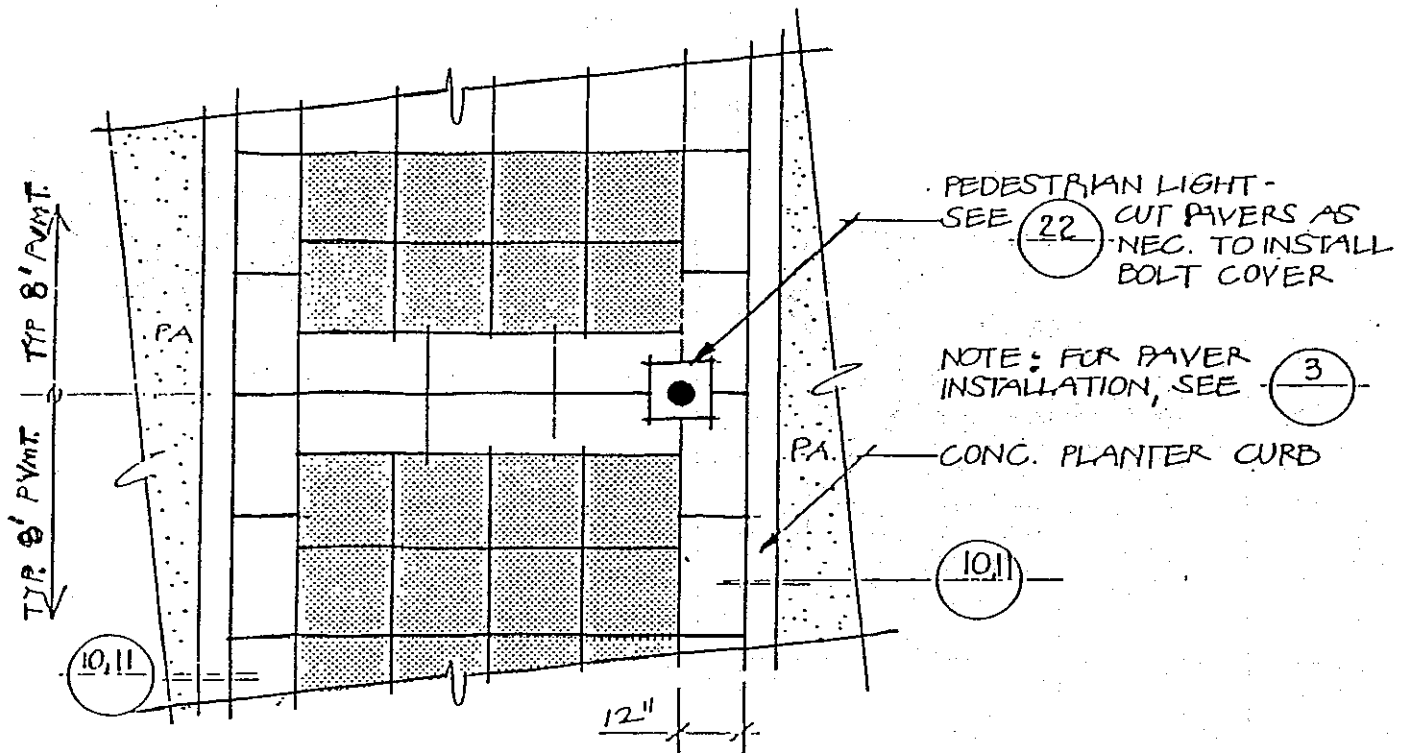 PEDESTRIAN LIGHT-
SEE 22 CUT PAVERS AS
NEC. TO INSTALL
BOLT COVER
NOTE: FOR PAVER
INSTALLATION, SEE 3
CONC. PLANTER CURB
10,11
TYP 8' PVMT.
TYP. 8' PVMT.
PA
PA.
10,11
12"